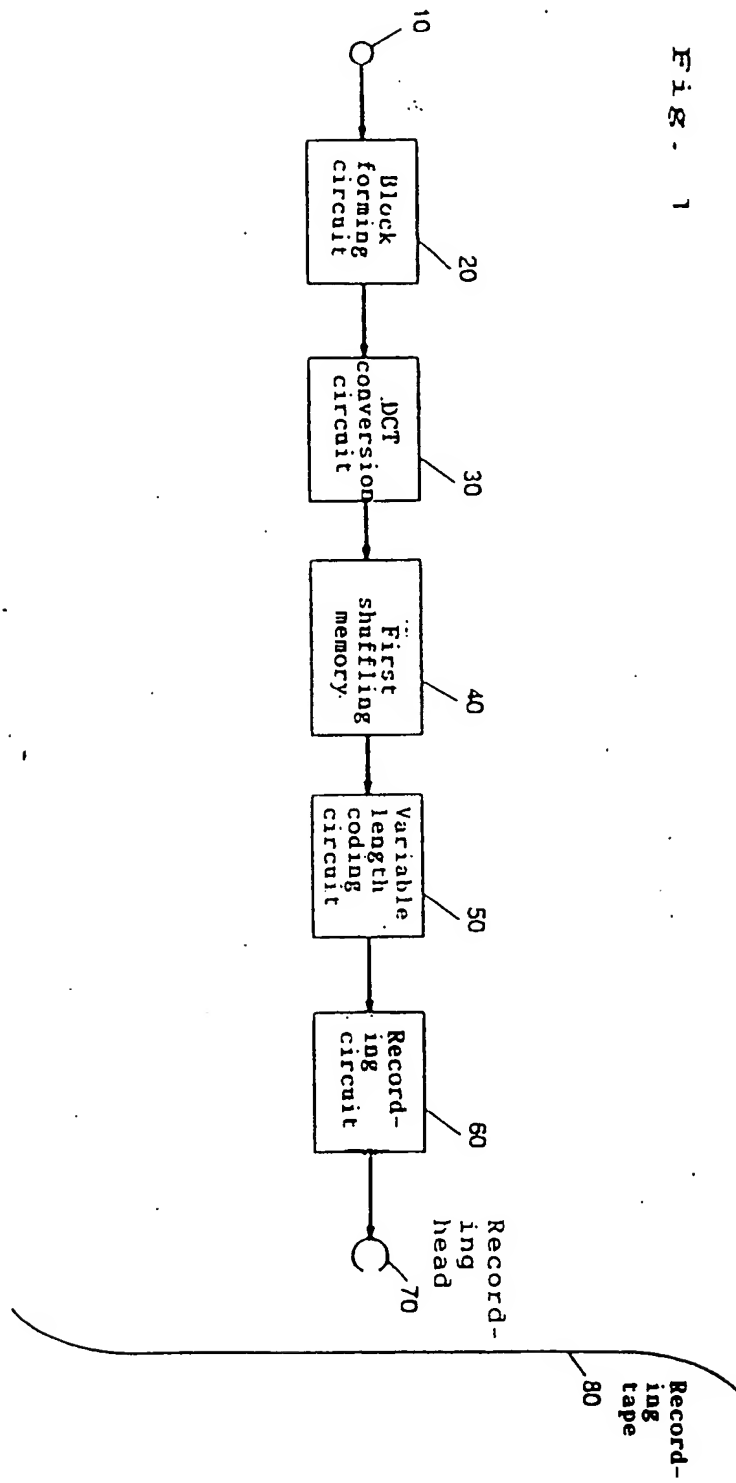 Fig. 1
10
Block
forming
circuit
20
DCT
conversion
circuit
30
First
shuffling
memory
40
Variable
length
coding
circuit
50
Record-
ing
circuit
60
Record-
ing
head
70
Record-
ing
tape
80